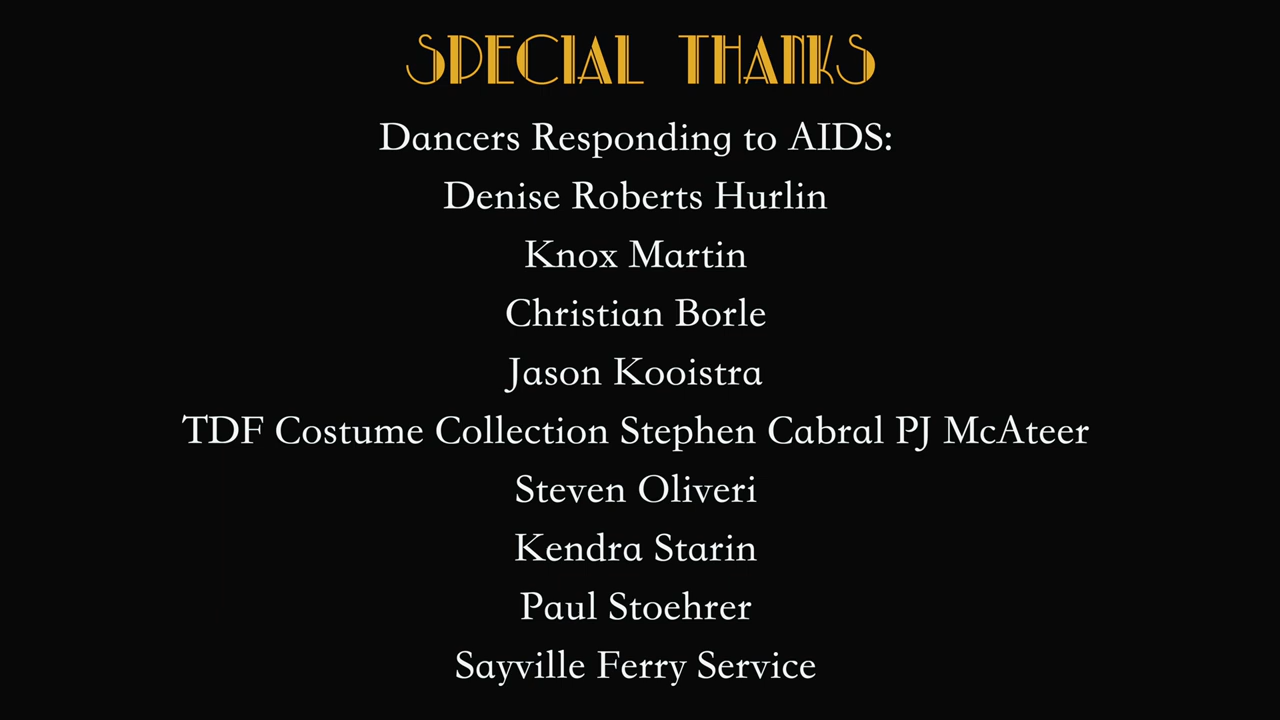 SPECIAL THANKS
Dancers Responding to AIDS:
Denise Roberts Hurlin
Knox Martin
Christian Borle
Jason Kooistra
TDF Costume Collection Stephen Cabral PJ McAteer
Steven Oliveri
Kendra Starin
Paul Stoehrer
Sayville Ferry Service